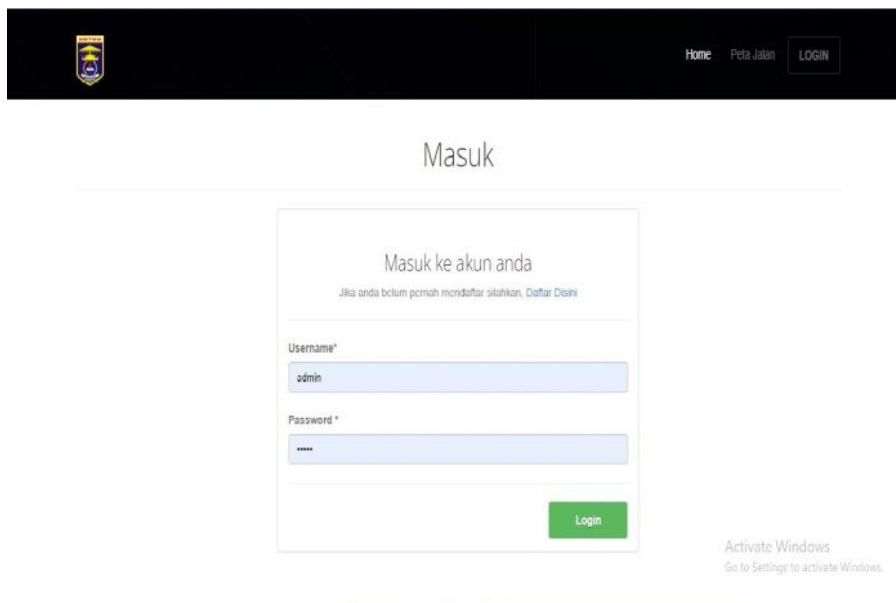 Home Peta Jalan LOGIN
Masuk
Masuk ke akun anda
Jika anda belum pernah mendaftar silahkan, Daftar Disini
Username*
admin
Password *
•••••
Login
Activate Windows
Go to Settings to activate Windows.